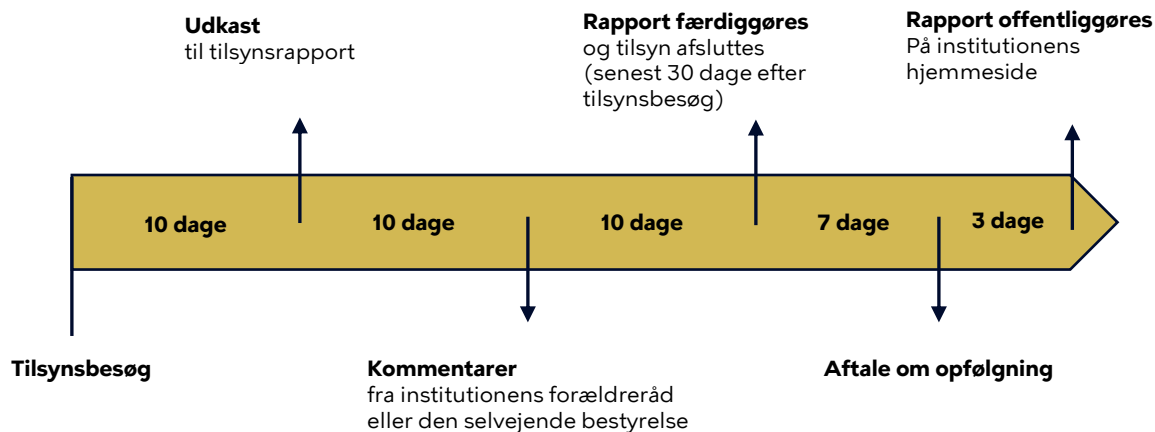 Udkast
til tilsynsrapport
Rapport færdiggøres
og tilsyn afsluttes
(senest 30 dage efter
tilsynsbesøg)
Rapport offentliggøres
På institutionens
hjemmeside
10 dage
10 dage
10 dage
7 dage
3 dage
Tilsynsbesøg
Kommentarer
fra institutionens forældreråd
eller den selvejende bestyrelse
Aftale om opfølgning